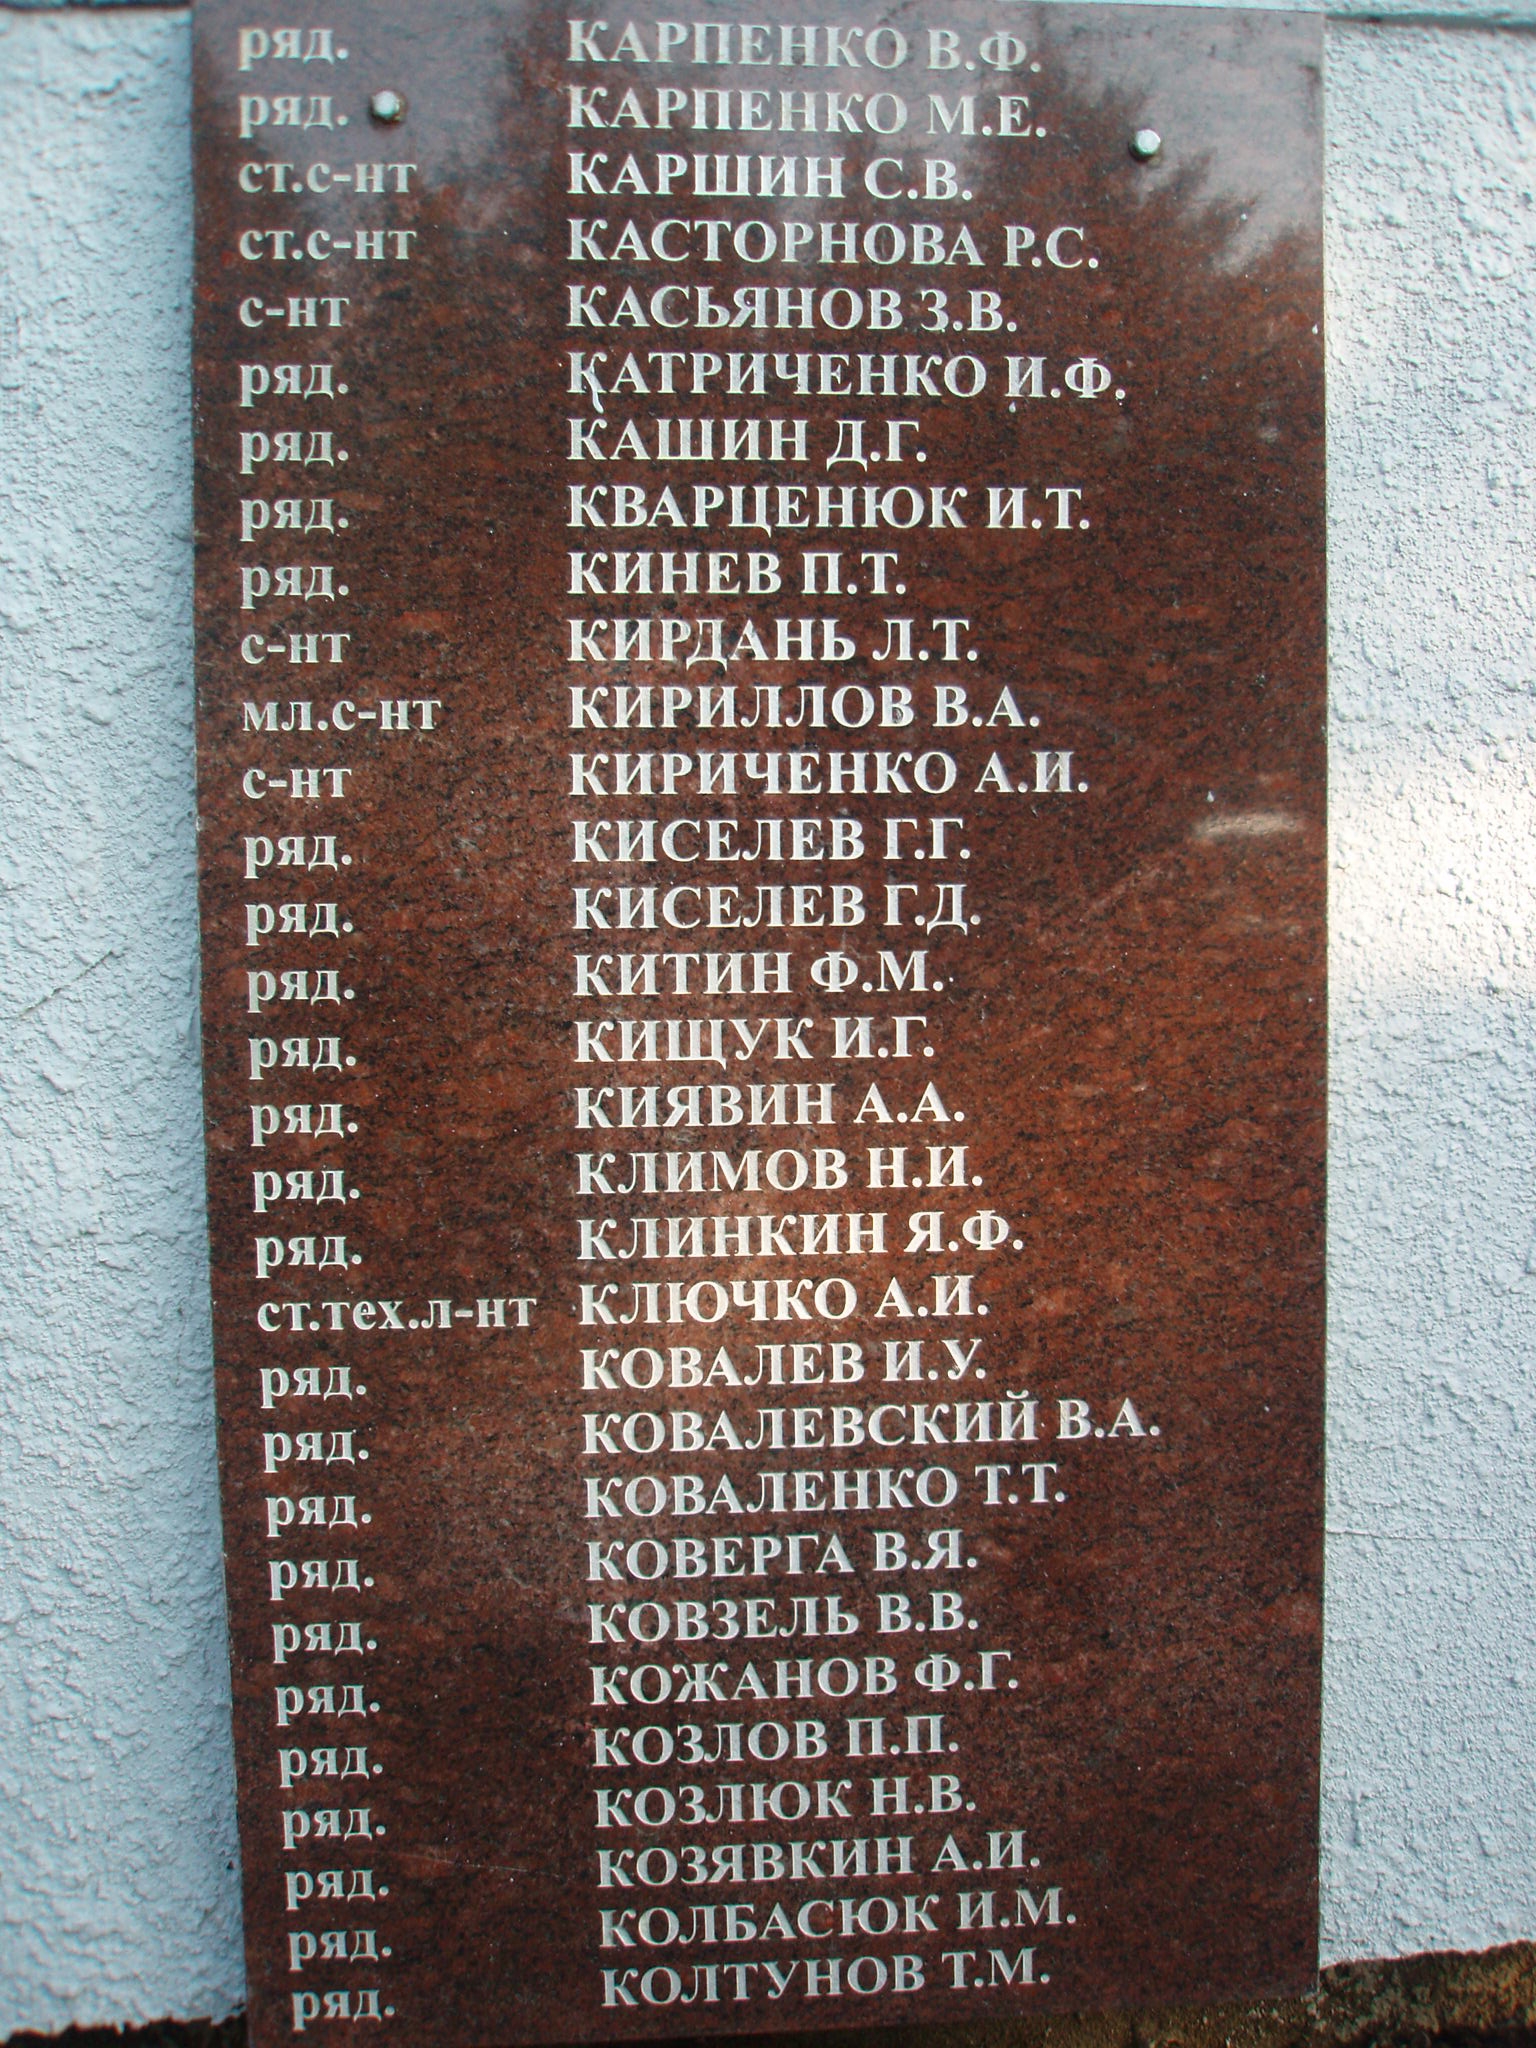 ряд. КАРПЕНКО В.Ф.
ряд. КАРПЕНКО М.Е.
ст.с-нт КАРШИН С.В.
ст.с-нт КАСТОРНОВА Р.С.
с-нт КАСЬЯНОВ З.В.
ряд. КАТРИЧЕНКО И.Ф.
ряд. КАШИН Д.Г.
ряд. КВАРЦЕНЮК И.Т.
ряд. КИНЕВ П.Т.
с-нт КИРДАНЬ Л.Т.
мл.с-нт КИРИЛЛОВ В.А.
с-нт КИРИЧЕНКО А.И.
ряд. КИСЕЛЕВ Г.Г.
ряд. КИСЕЛЕВ Г.Д.
ряд. КИТИН Ф.М.
ряд. КИЩУК И.Г.
ряд. КИЯВИН А.А.
ряд. КЛИМОВ Н.И.
ряд. КЛИНКИН Я.Ф.
ст.тех.л-нт КЛЮЧКО А.И.
ряд. КОВАЛЕВ И.У.
ряд. КОВАЛЕВСКИЙ В.А.
ряд. КОВАЛЕНКО Т.Т.
ряд. КОВЕРГА В.Я.
ряд. КОВЗЕЛЬ В.В.
ряд. КОЖАНОВ Ф.Г.
ряд. КОЗЛОВ П.П.
ряд. КОЗЛЮК Н.В.
ряд. КОЗЯВКИН А.И.
ряд. КОЛБАСЮК И.М.
ряд. КОЛТУНОВ Т.М.